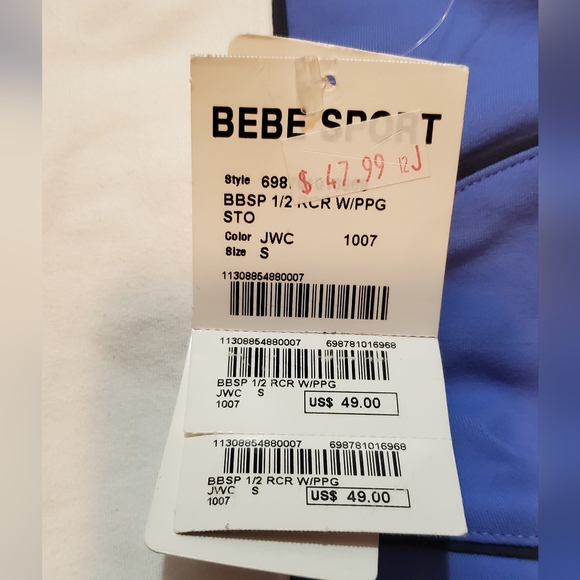 BEBE SPORT
$ 47.99 12J
Style 698
BBSP 1/2 RCR W/PPG
STO
Color JWC 1007
Size S
11308854880007
11308854880007 698781016968
BBSP 1/2 RCR W/PPG
JWC S
1007 US$ 49.00
11308854880007 698781016968
BBSP 1/2 RCR W/PPG
JWC S
1007 US$ 49.00